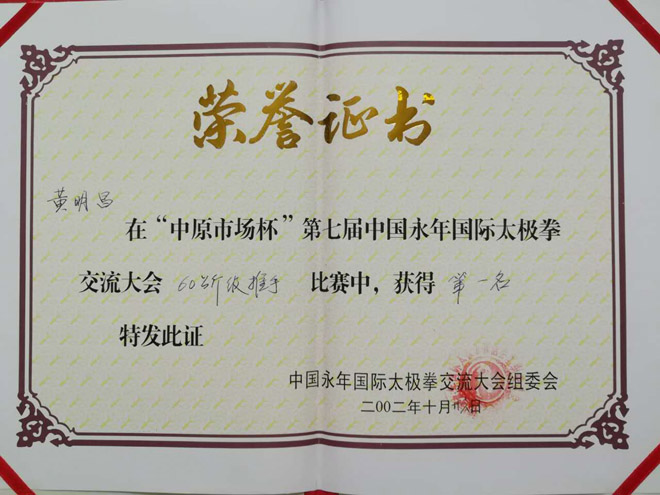 荣誉证书
黄明昌
在“中原市场杯”第七届中国永年国际太极拳
交流大会 60公斤级推手 比赛中，获得 第一名
特发此证
中国永年国际太极拳交流大会组委会
二00二年十月 日